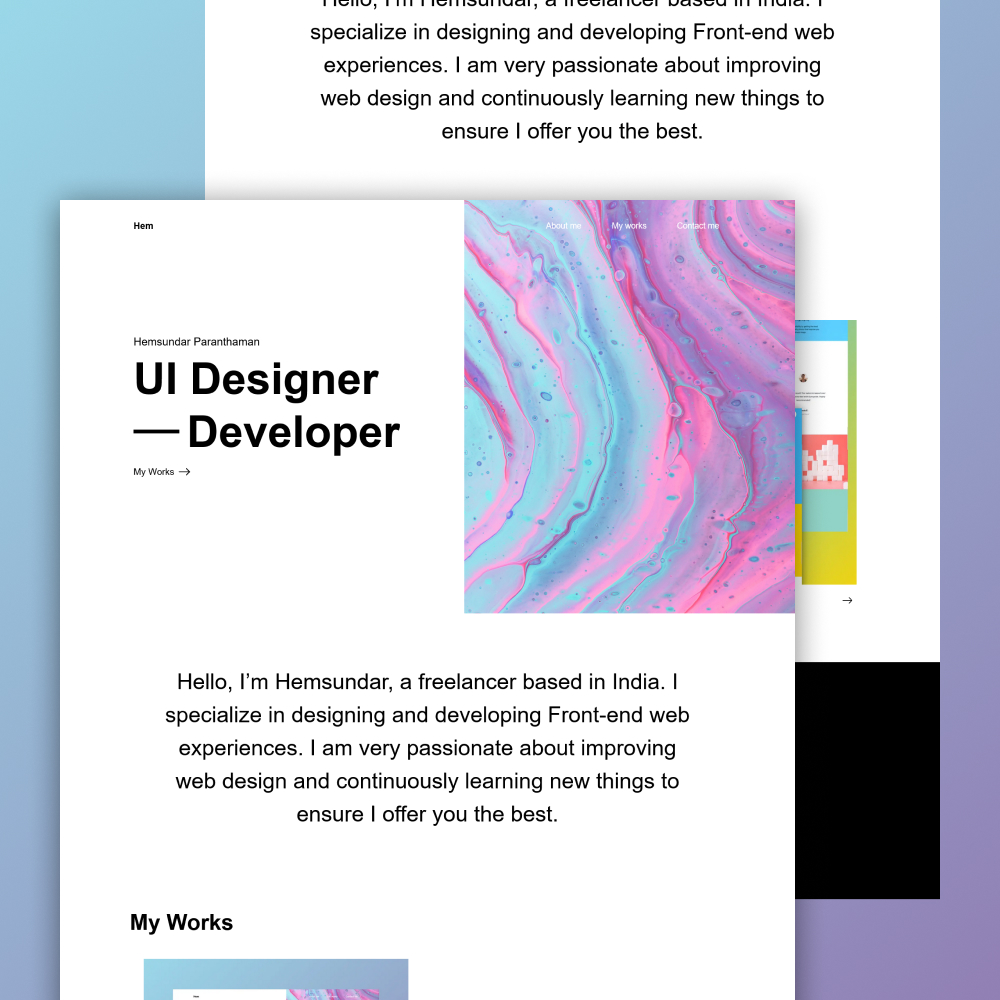 Hello, I'm Hemsundar, a freelancer based in India. I
specialize in designing and developing Front-end web
experiences. I am very passionate about improving
web design and continuously learning new things to
ensure I offer you the best.
Hem
About me
My works
Contact me
Hemsundar Paranthaman
UI Designer
— Developer
My Works →
Hello, I’m Hemsundar, a freelancer based in India. I
specialize in designing and developing Front-end web
experiences. I am very passionate about improving
web design and continuously learning new things to
ensure I offer you the best.
My Works